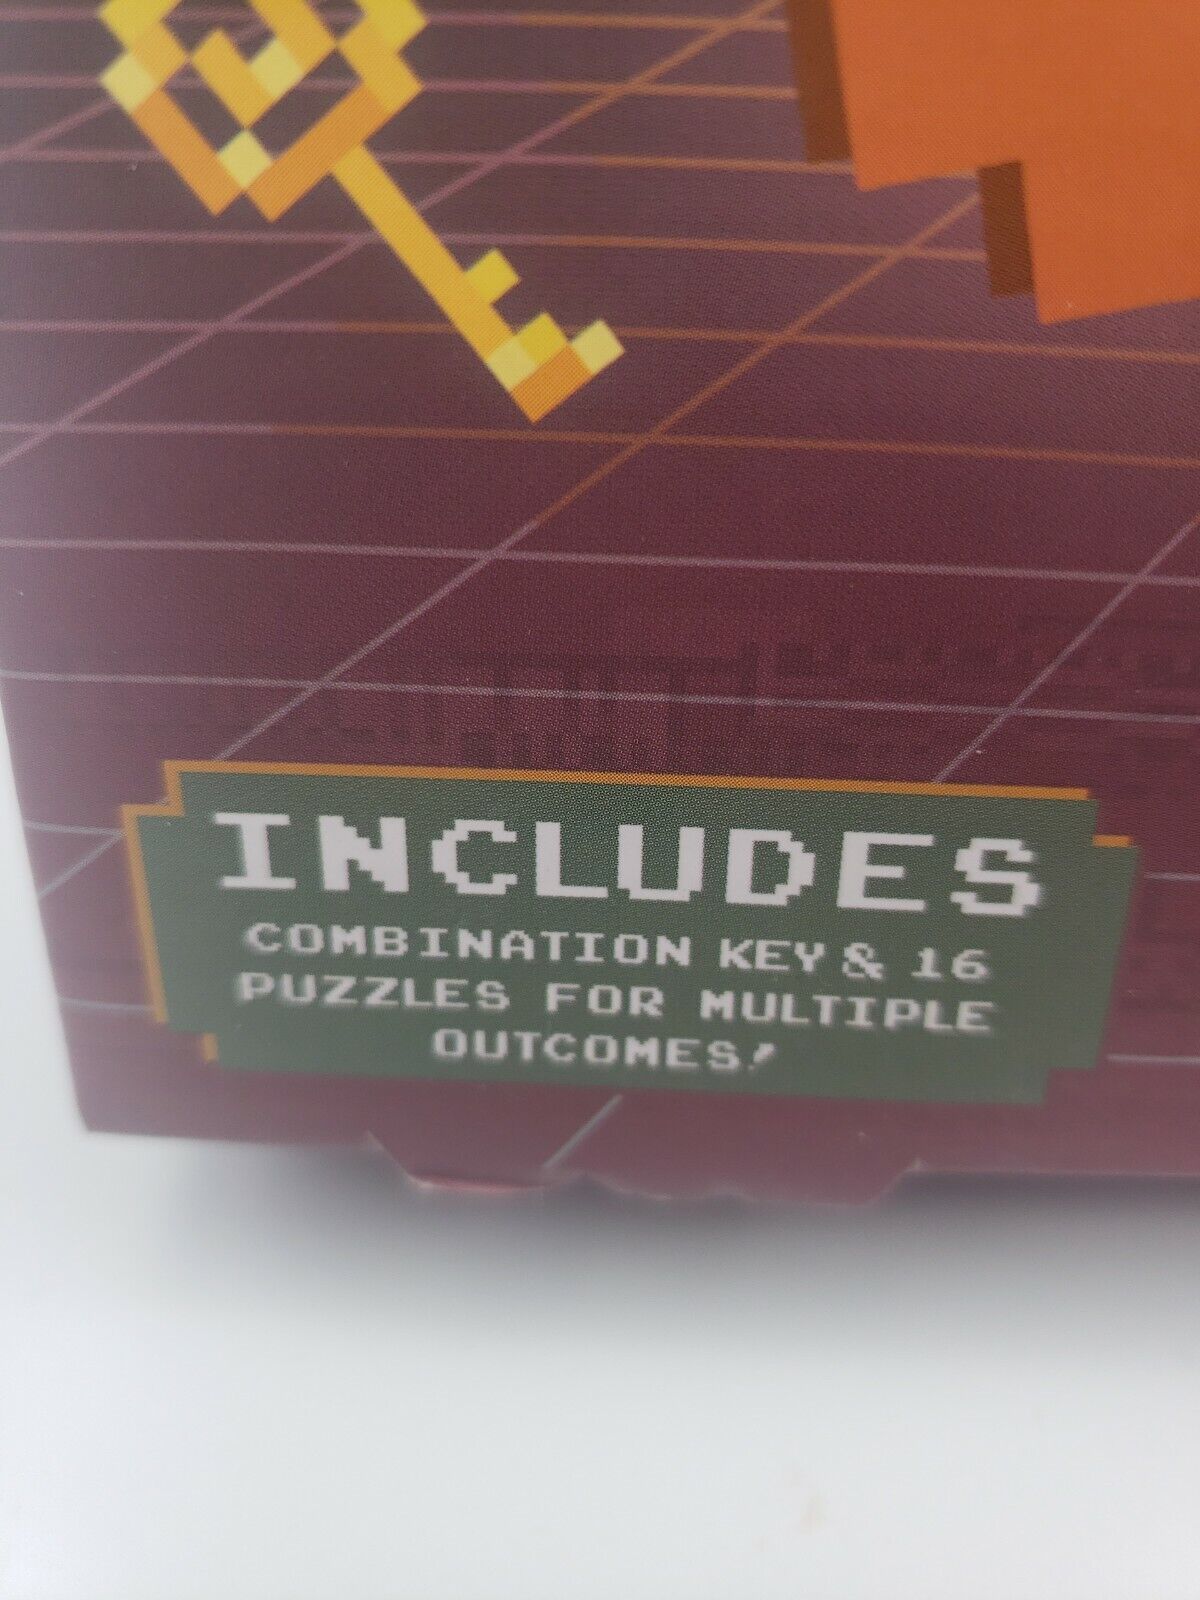 INCLUDES
COMBINATION KEY & 16
PUZZLES FOR MULTIPLE
OUTCOMES!